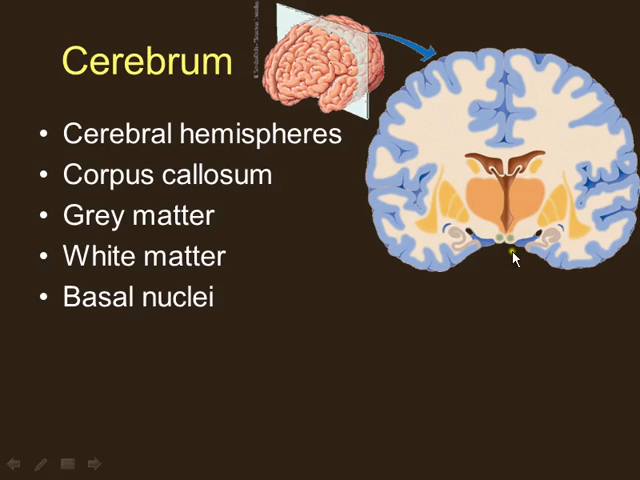 Cerebrum
• Cerebral hemispheres
• Corpus callosum
• Grey matter
• White matter
• Basal nuclei